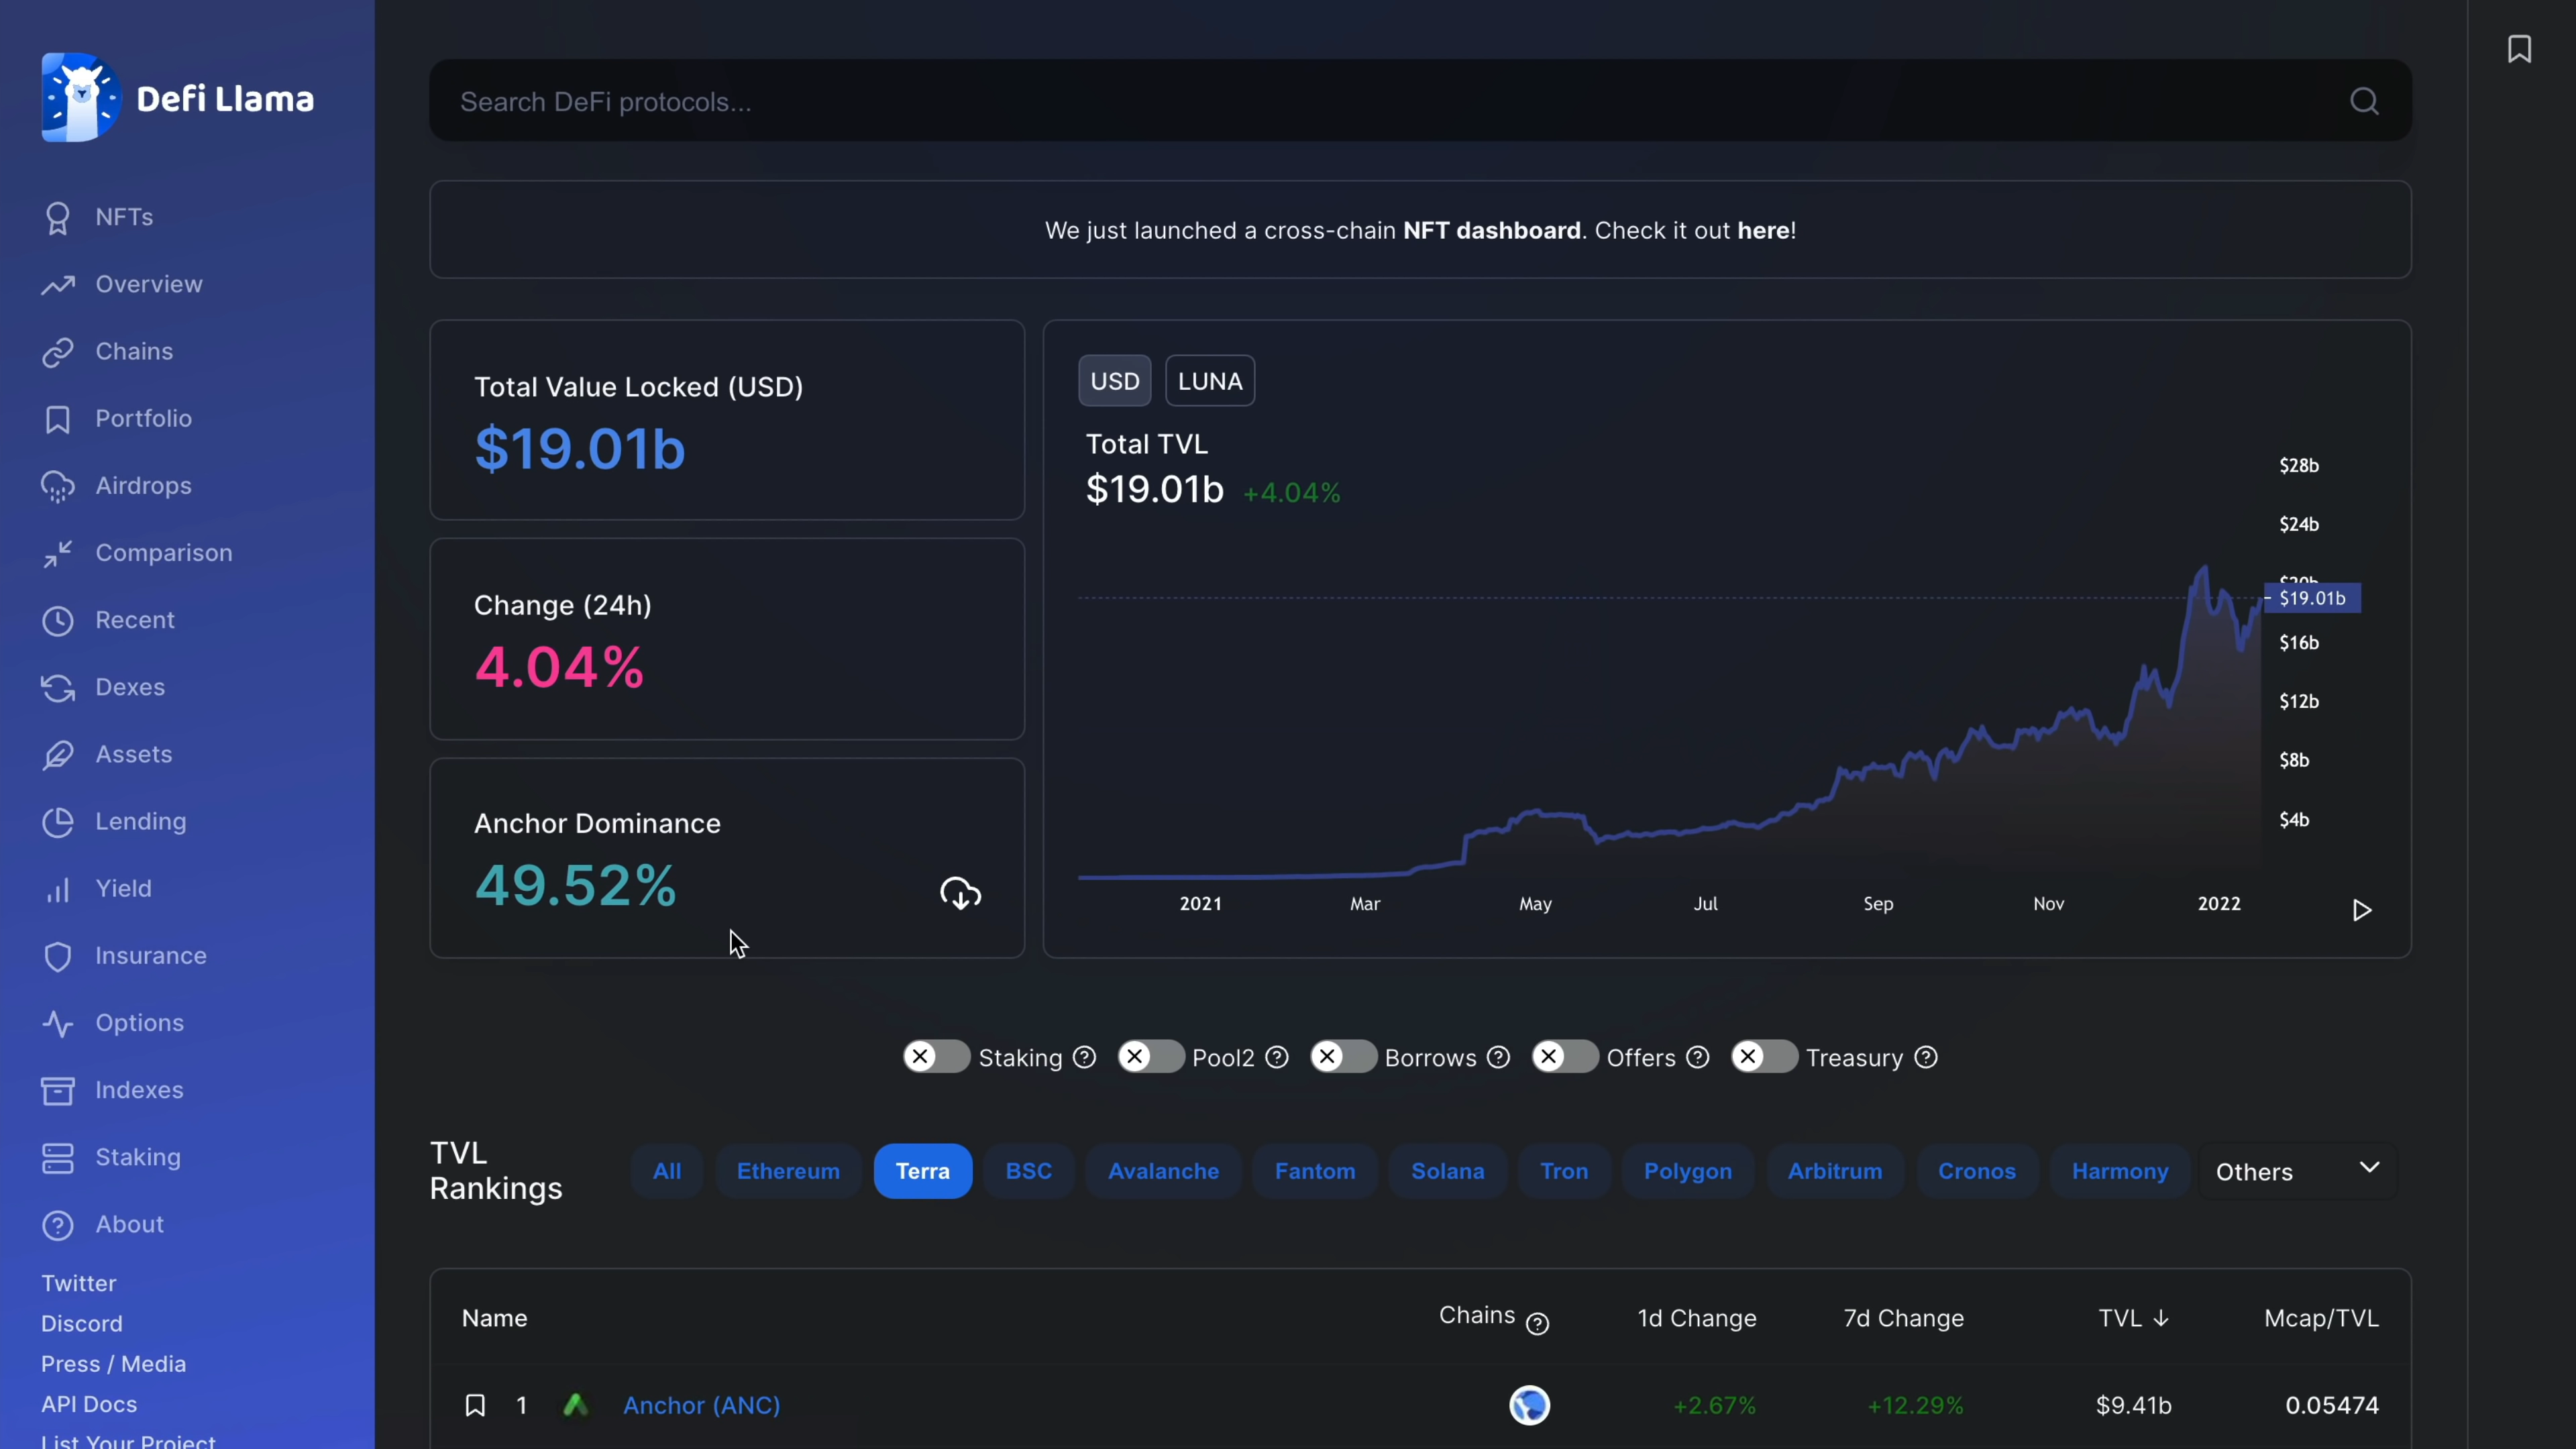 Defi Llama
NFTs
Overview
Chains
Portfolio
Airdrops
Comparison
Recent
Dexes
Assets
Lending
Yield
Insurance
Options
Indexes
Staking
About
Twitter
Discord
Press / Media
API Docs
List Your Project
Search DeFi protocols...
We just launched a cross-chain NFT dashboard. Check it out here!
Total Value Locked (USD)
$19.01b
Change (24h)
4.04%
Anchor Dominance
49.52%
USD LUNA
Total TVL
$19.01b +4.04%
$28b
$24b
$20b
$19.01b
$16b
$12b
$8b
$4b
2021 Mar May Jul Sep Nov 2022
Staking Pool2 Borrows Offers Treasury
TVL
Rankings
All Ethereum Terra BSC Avalanche Fantom Solana Tron Polygon Arbitrum Cronos Harmony Others
Name Chains 1d Change 7d Change TVL ↓ Mcap/TVL
1 Anchor (ANC) +2.67% +12.29% $9.41b 0.05474